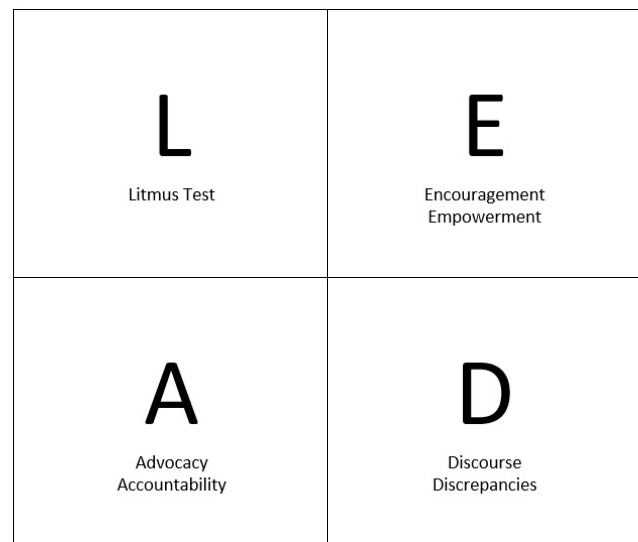 L
Litmus Test
E
Encouragement
Empowerment
A
Advocacy
Accountability
D
Discourse
Discrepancies